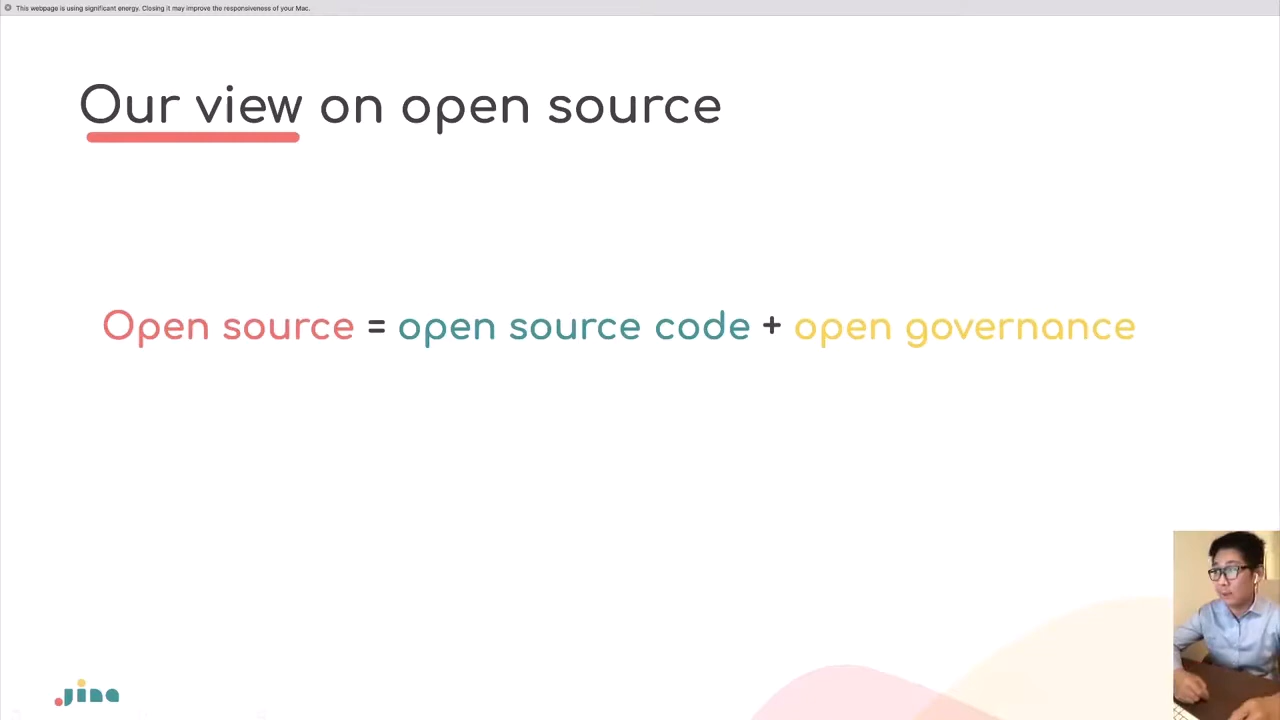 This webpage is using significant energy. Closing it may improve the responsiveness of your Mac.
Our view on open source
Open source = open source code + open governance
jina